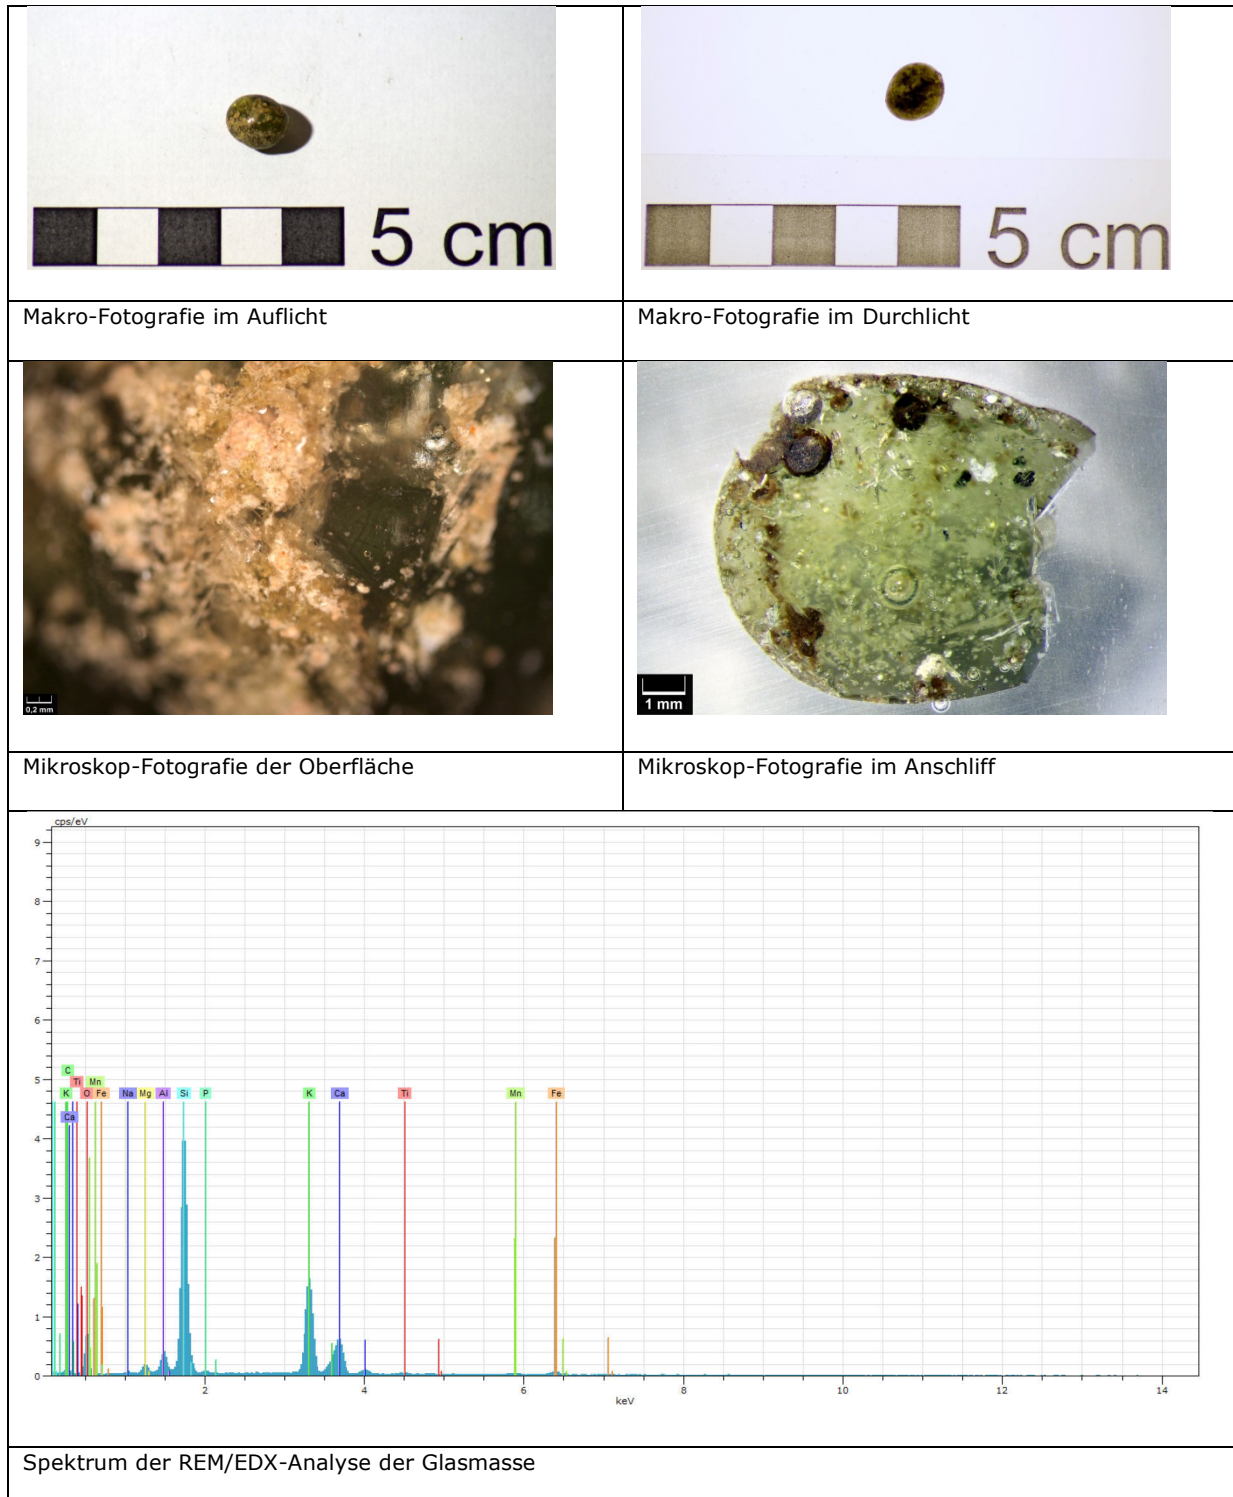 5 cm
5 cm
Makro-Fotografie im Auflicht
Makro-Fotografie im Durchlicht
0,2 mm
1 mm
Mikroskop-Fotografie der Oberfläche
Mikroskop-Fotografie im Anschliff
cps/eV
9
8
7
6
5
4
3
2
1
0
C
Ti Mn
K O Fe Na Mg Al Si P K Ca Ti Mn Fe
Ca
2 4 6 8 10 12 14
keV
Spektrum der REM/EDX-Analyse der Glasmasse